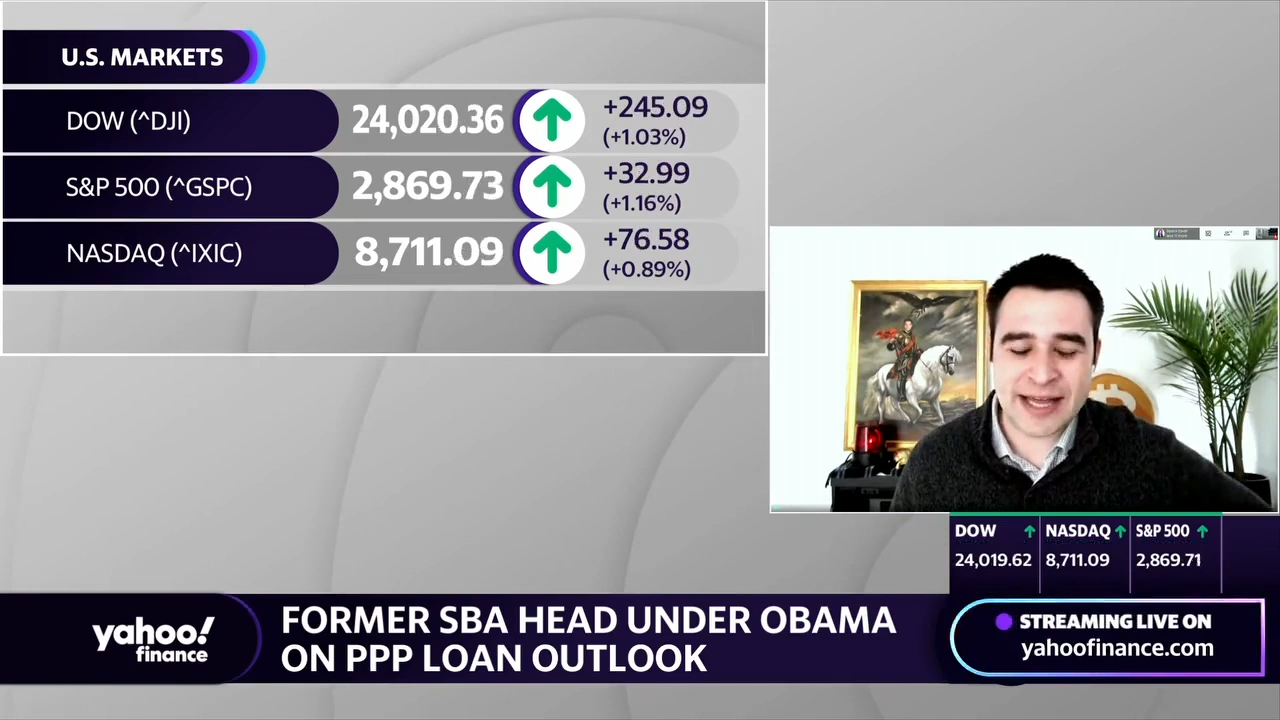 U.S. MARKETS
DOW (^DJI) 24,020.36 +245.09
(+1.03%)
S&P 500 (^GSPC) 2,869.73 +32.99
(+1.16%)
NASDAQ (^IXIC) 8,711.09 +76.58
(+0.89%)
DOW NASDAQ S&P 500
24,019.62 8,711.09 2,869.71
yahoo!
finance
FORMER SBA HEAD UNDER OBAMA
ON PPP LOAN OUTLOOK
STREAMING LIVE ON
yahoofinance.com